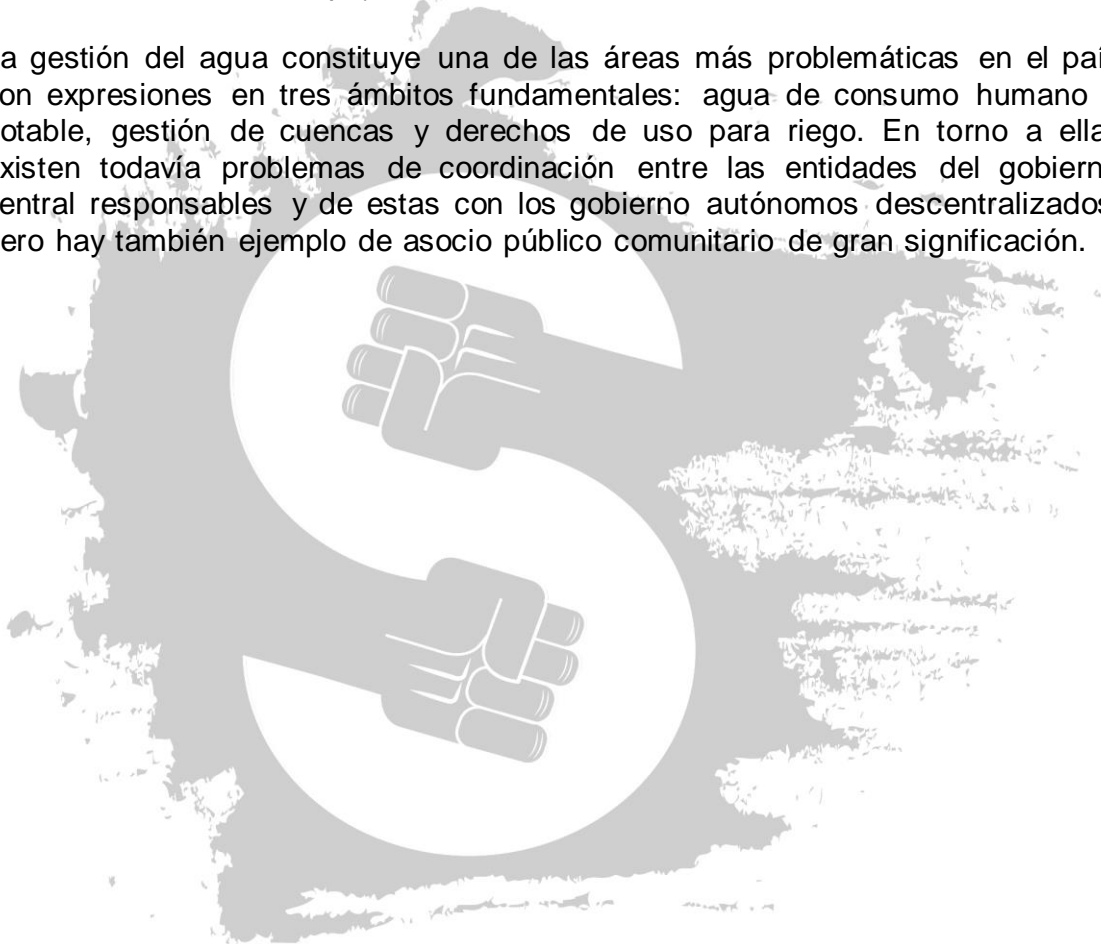 a gestión del agua constituye una de las áreas más problemáticas en el paí
on expresiones en tres ámbitos fundamentales: agua de consumo humano
otable, gestión de cuencas y derechos de uso para riego. En torno a ella
xisten todavía problemas de coordinación entre las entidades del gobiern
entral responsables y de estas con los gobierno autónomos descentralizados
ero hay también ejemplo de asocio público comunitario de gran significación.